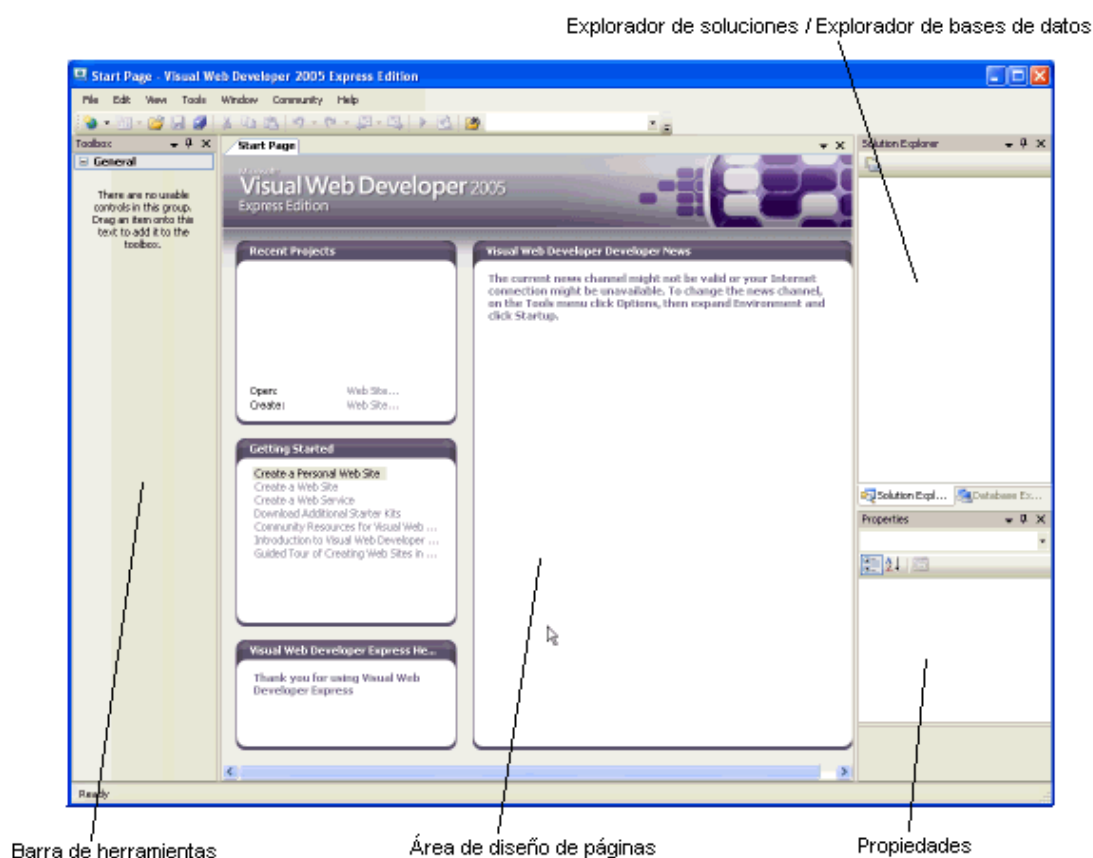 Explorador de soluciones / Explorador de bases de datos
Start Page - Visual Web Developer 2005 Express Edition
File Edit View Tools Window Community Help
Toolbox
Start Page
Solution Explorer
General
There are no usable
controls in this group.
Drag an item onto this
text to add it to the
toolbox.
Microsoft
Visual Web Developer 2005
Express Edition
Recent Projects
Open: Web Site...
Create: Web Site...
Visual Web Developer Developer News
The current news channel might not be valid or your Internet
connection might be unavailable. To change the news channel,
on the Tools menu click Options, then expand Environment and
click Startup.
Getting Started
Create a Personal Web Site
Create a Web Site
Create a Web Service
Download Additional Starter Kits
Community Resources for Visual Web ...
Introduction to Visual Web Developer ...
Guided Tour of Creating Web Sites in ...
Visual Web Developer Express He...
Thank you for using Visual Web
Developer Express
Solution Expl... Database Ex...
Properties
Ready
Barra de herramientas
Área de diseño de páginas
Propiedades